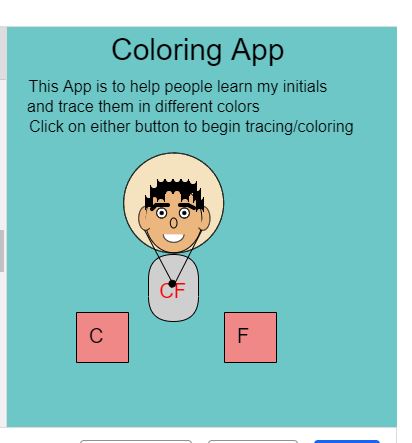 Coloring App
This App is to help people learn my initials
and trace them in different colors
Click on either button to begin tracing/coloring
CF
C
F